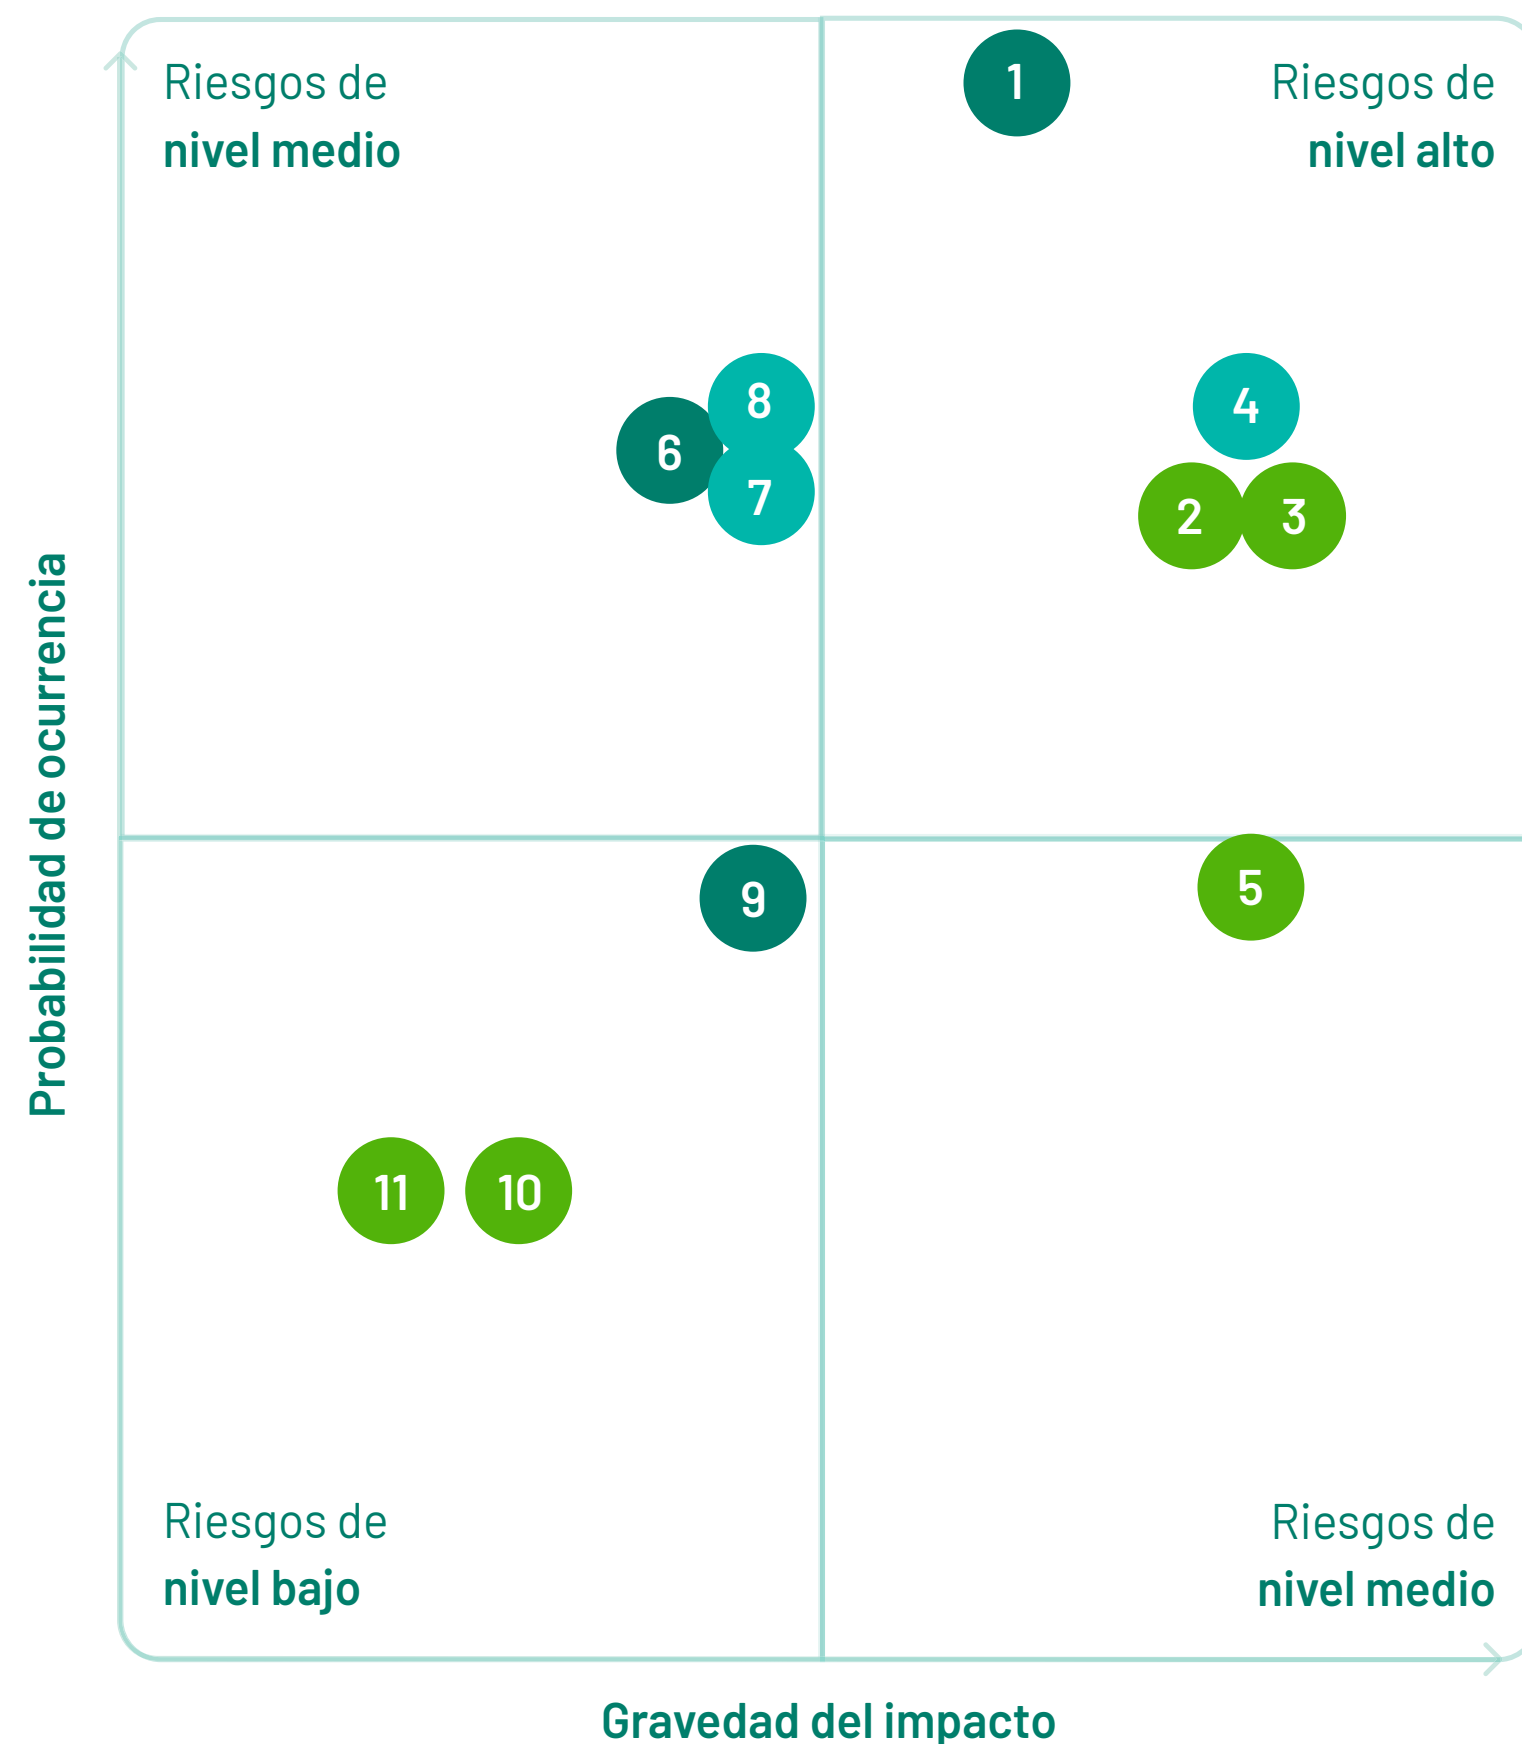 Riesgos de
nivel medio
1
Riesgos de
nivel alto
8
6
7
4
2
3
Probabilidad de ocurrencia
9
5
11
10
Riesgos de
nivel bajo
Riesgos de
nivel medio
Gravedad del impacto